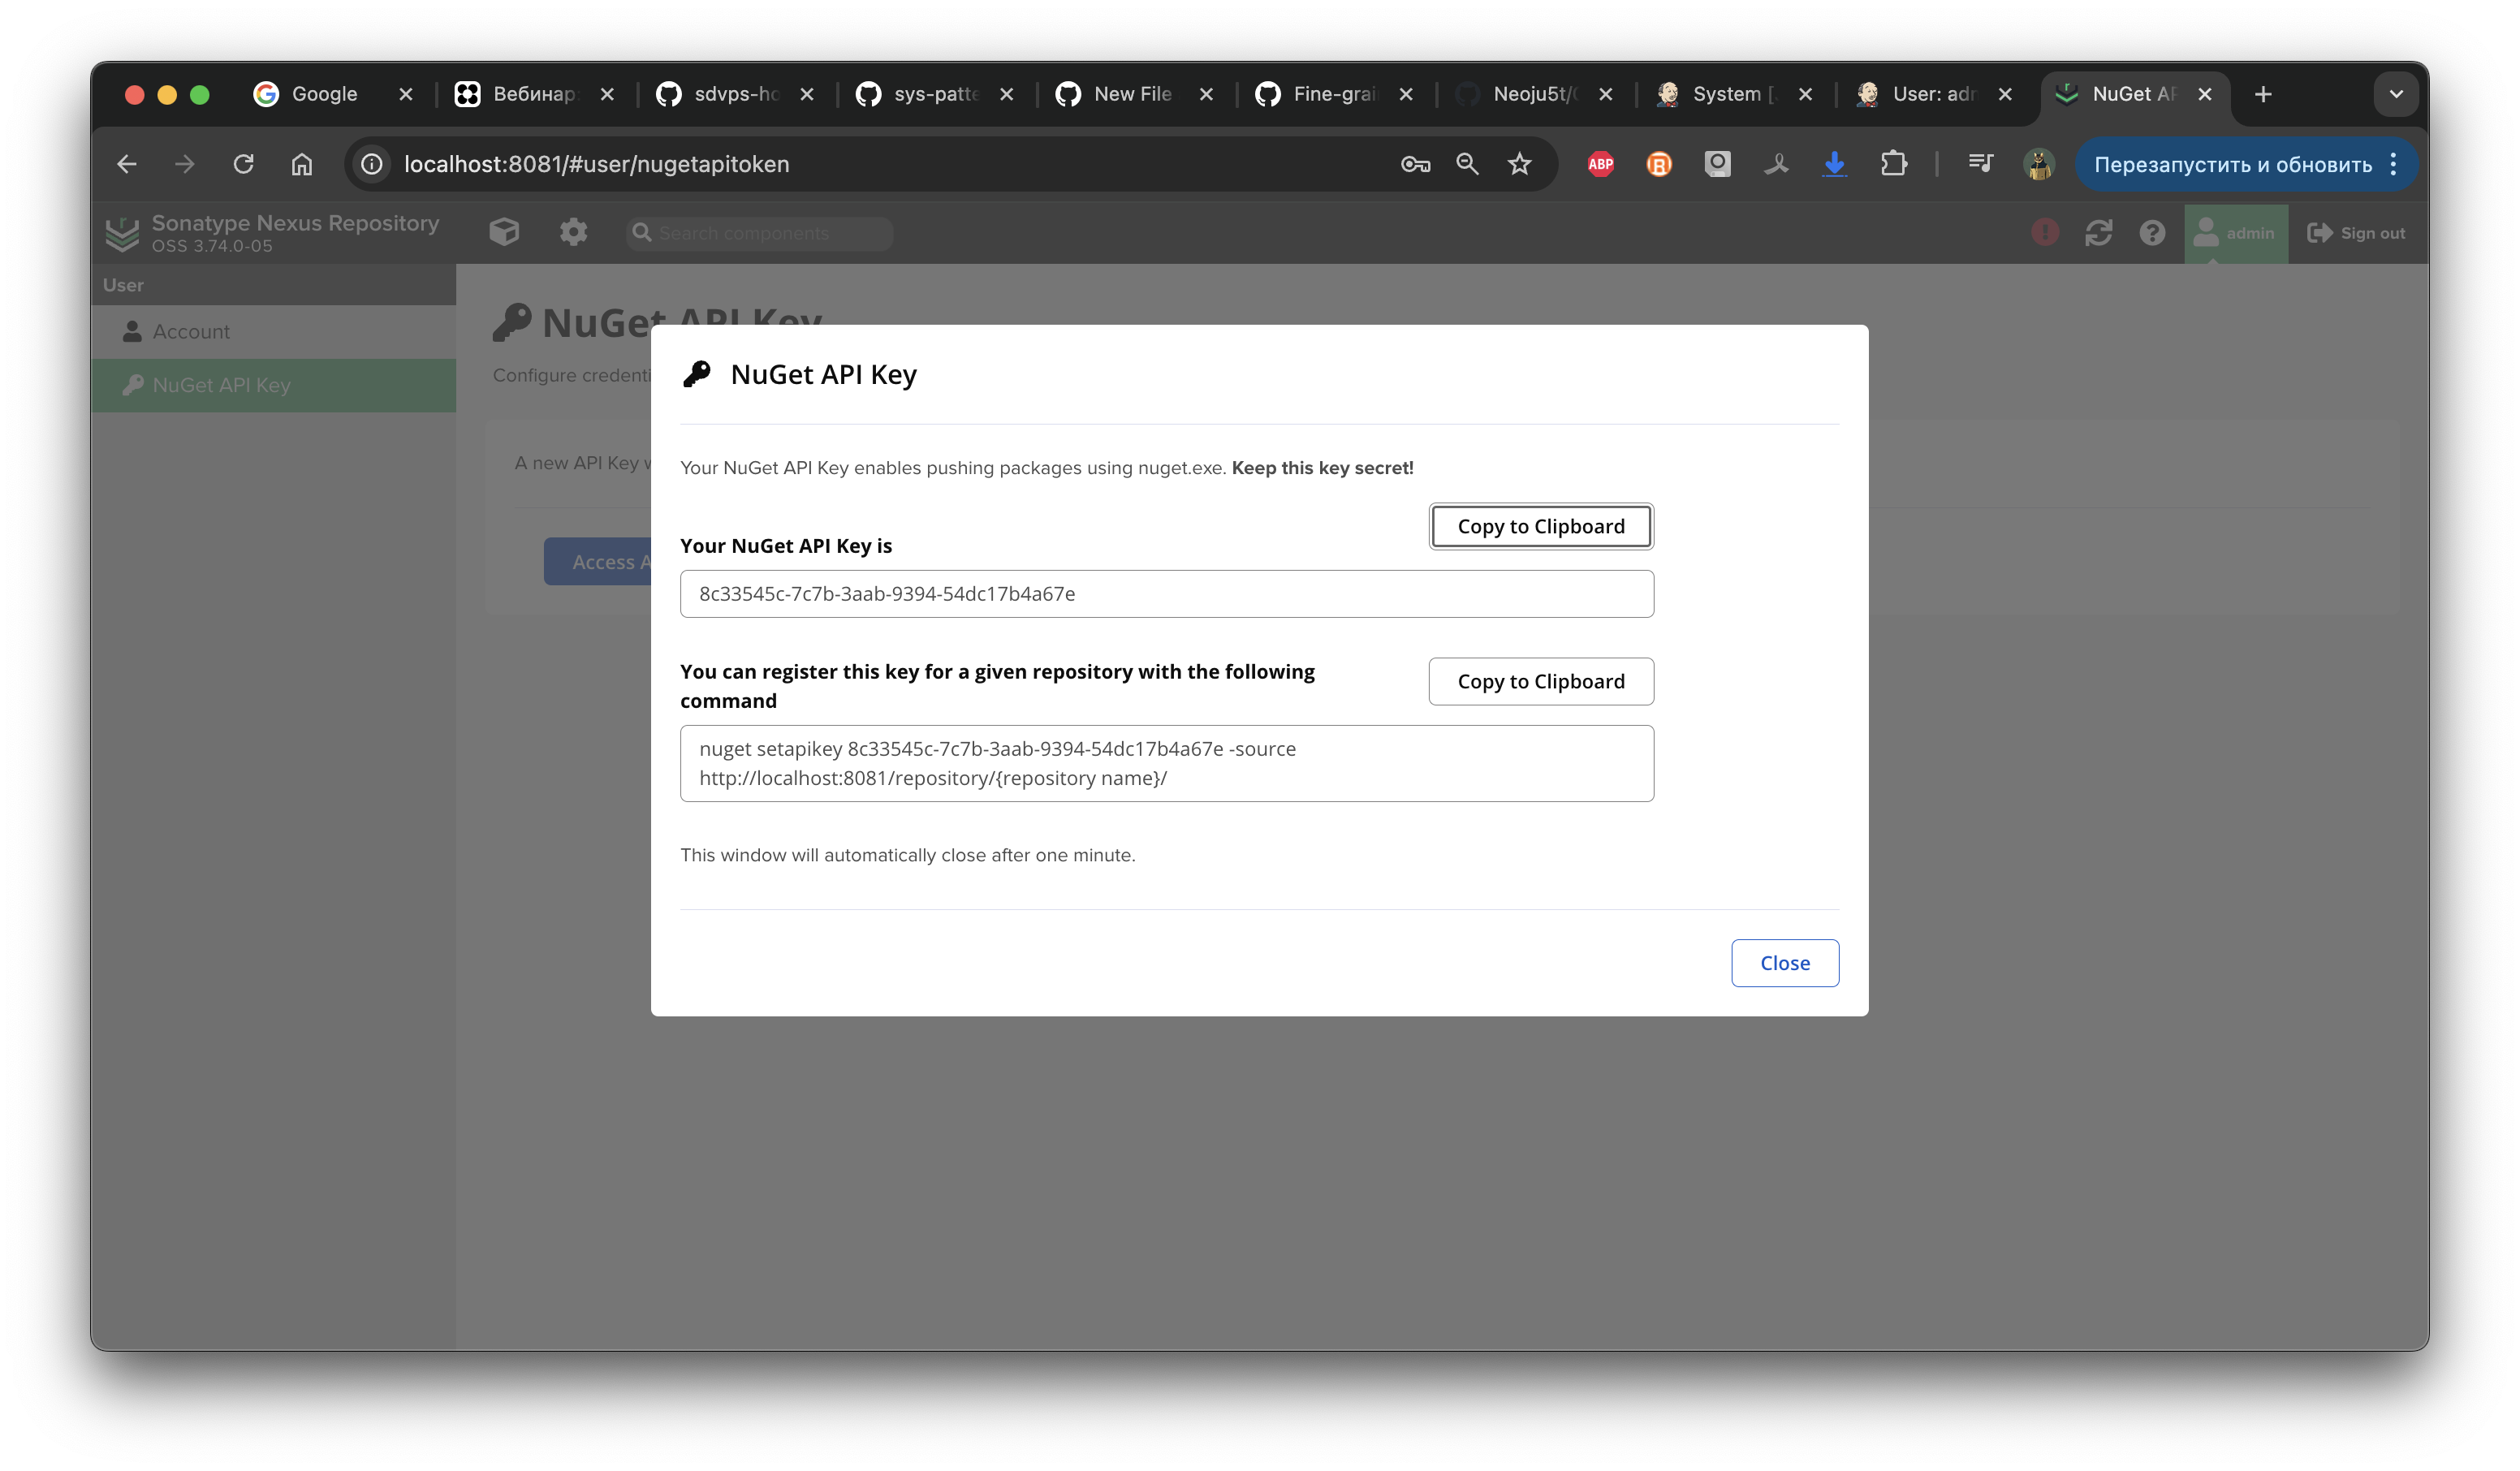 Google
Вебинар:
sdvps-ho
sys-patte
New File
Fine-grai
Neoju5t/
System [
User: adm
NuGet AP
localhost:8081/#user/nugetapitoken
ABP
Перезапустить и обновить
Sonatype Nexus Repository
OSS 3.74.0-05
Search components
admin
Sign out
User
Account
NuGet API Key
NuGet API Key
Configure credenti
A new API Key
Access A
NuGet API Key
Your NuGet API Key enables pushing packages using nuget.exe. Keep this key secret!
Copy to Clipboard
Your NuGet API Key is
8c33545c-7c7b-3aab-9394-54dc17b4a67e
You can register this key for a given repository with the following
command
Copy to Clipboard
nuget setapikey 8c33545c-7c7b-3aab-9394-54dc17b4a67e -source
http://localhost:8081/repository/{repository name}/
This window will automatically close after one minute.
Close